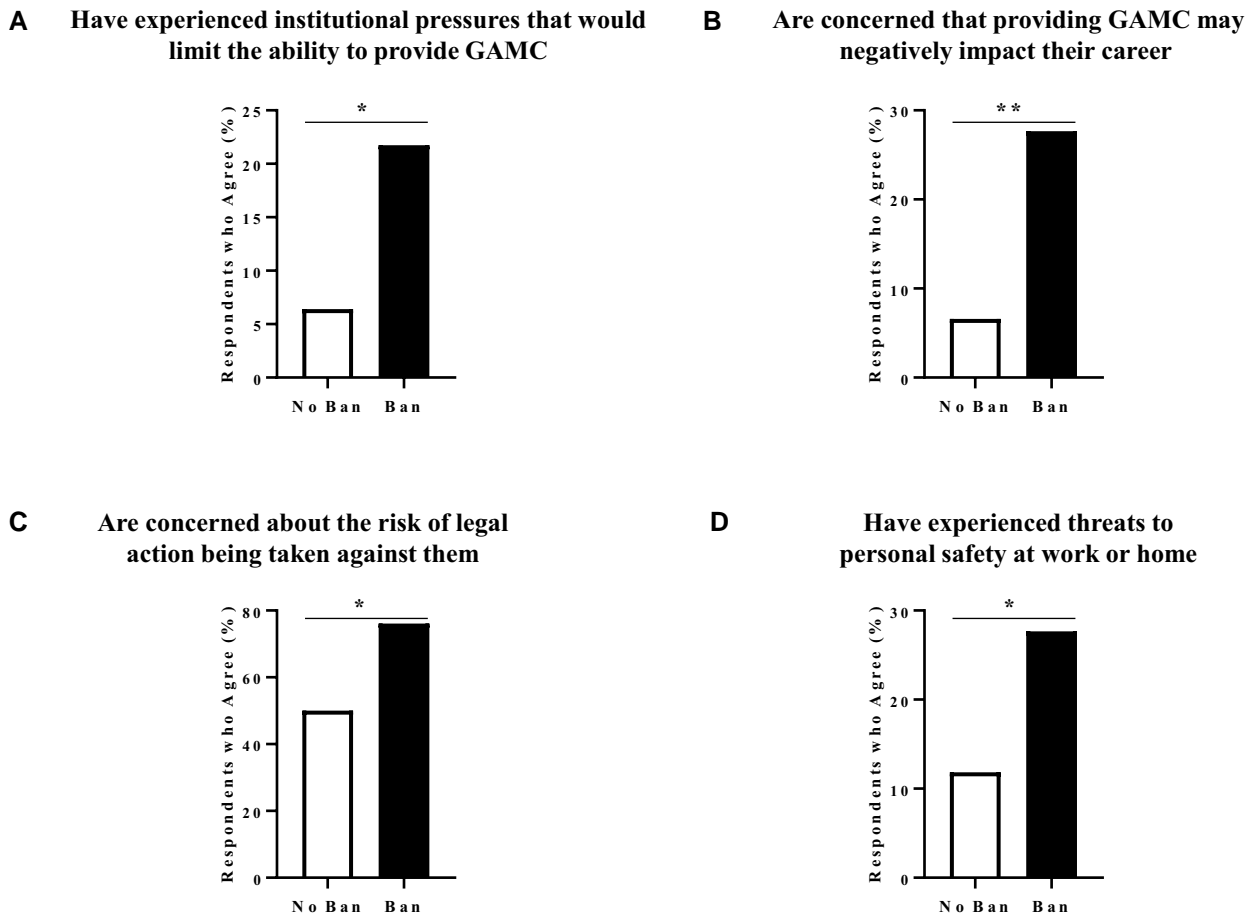 A
Have experienced institutional pressures that would
limit the ability to provide GAMC
*
Respondents who Agree (%)
25
20
15
10
5
0
No Ban
Ban
B
Are concerned that providing GAMC may
negatively impact their career
**
Respondents who Agree (%)
30
20
10
0
No Ban
Ban
C
Are concerned about the risk of legal
action being taken against them
*
Respondents who Agree (%)
80
60
40
20
0
No Ban
Ban
D
Have experienced threats to
personal safety at work or home
*
Respondents who Agree (%)
30
20
10
0
No Ban
Ban